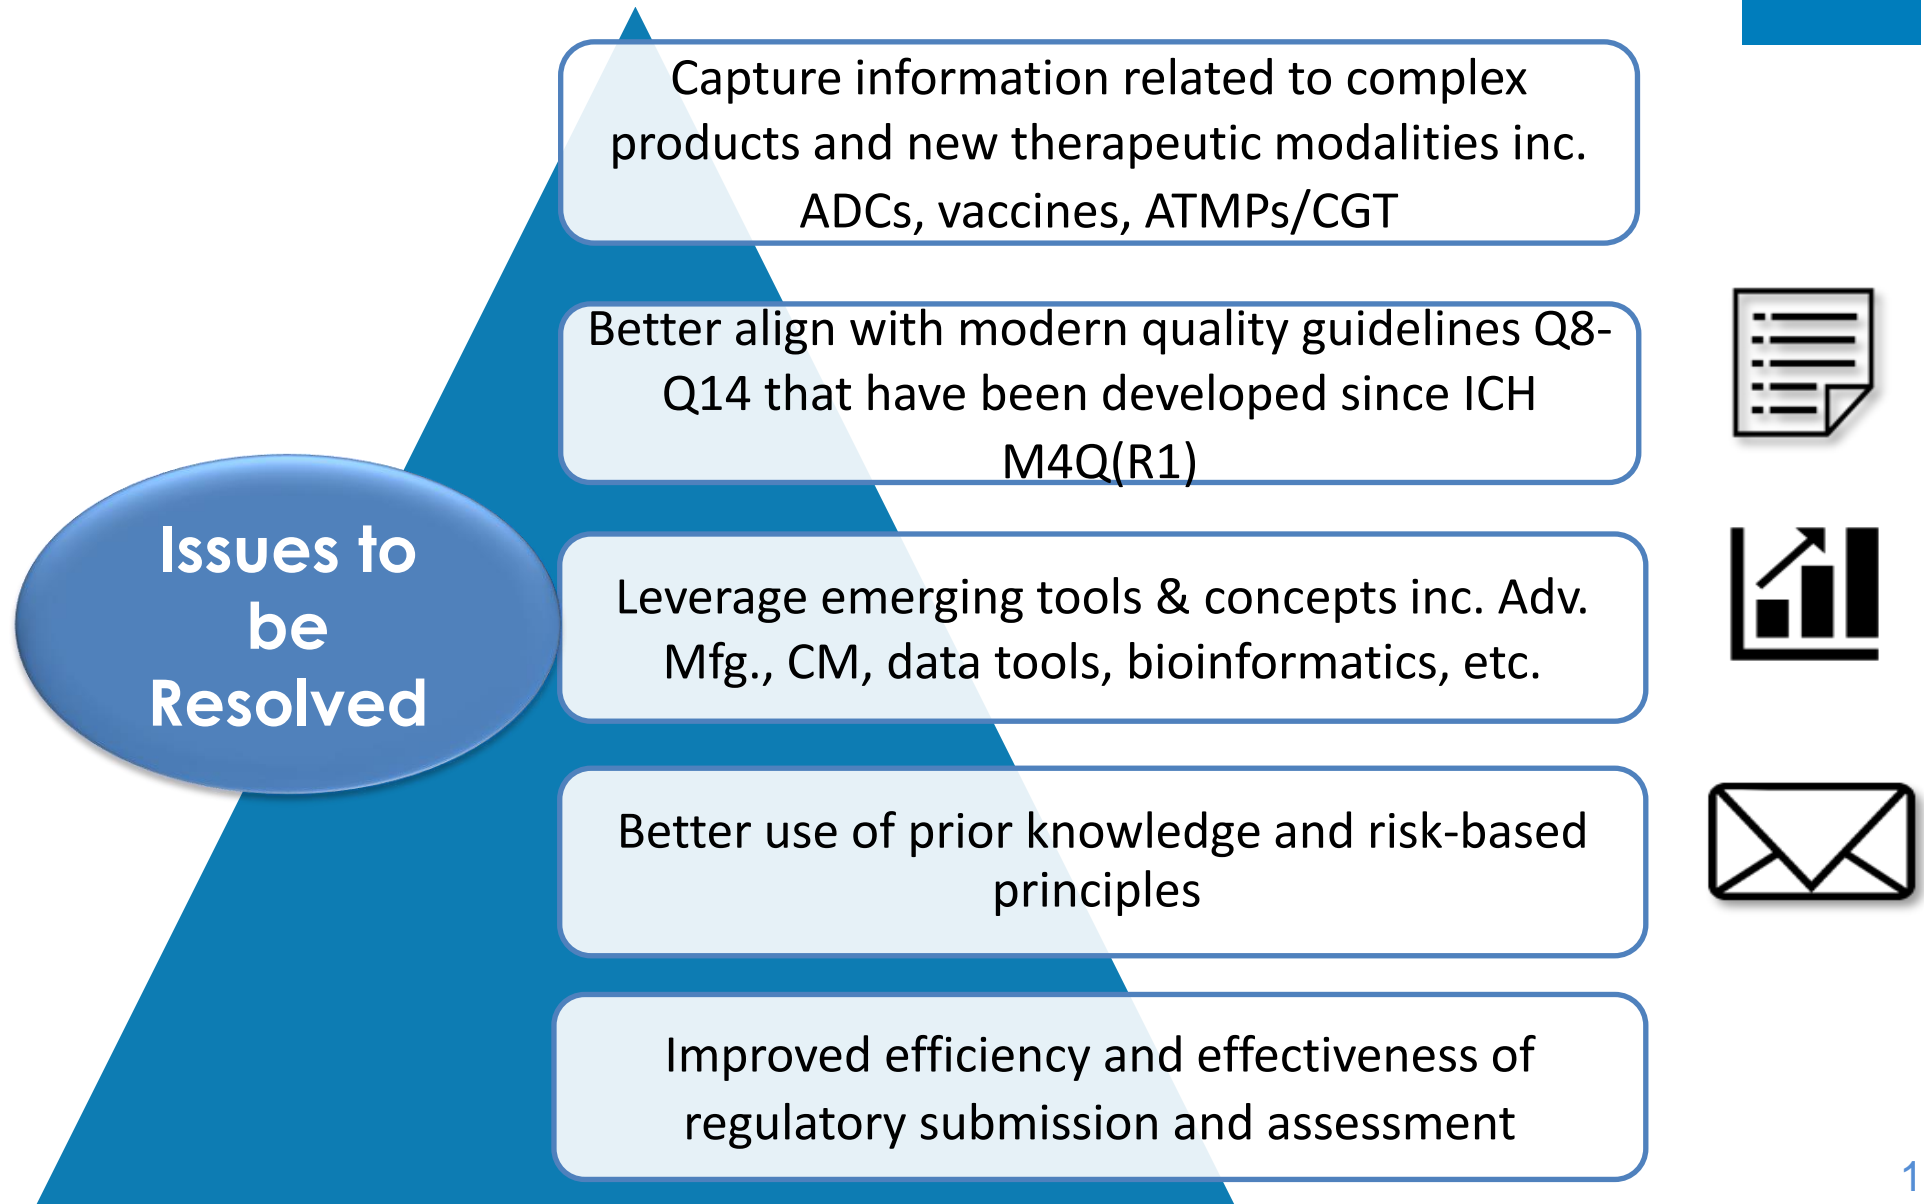 Capture information related to complex
products and new therapeutic modalities inc.
ADCs, vaccines, ATMPs/CGT
Better align with modern quality guidelines Q8-
Q14 that have been developed since ICH
M4Q(R1)
Issues to
be
Resolved
Leverage emerging tools & concepts inc. Adv.
Mfg., CM, data tools, bioinformatics, etc.
Better use of prior knowledge and risk-based
principles
Improved efficiency and effectiveness of
regulatory submission and assessment
1